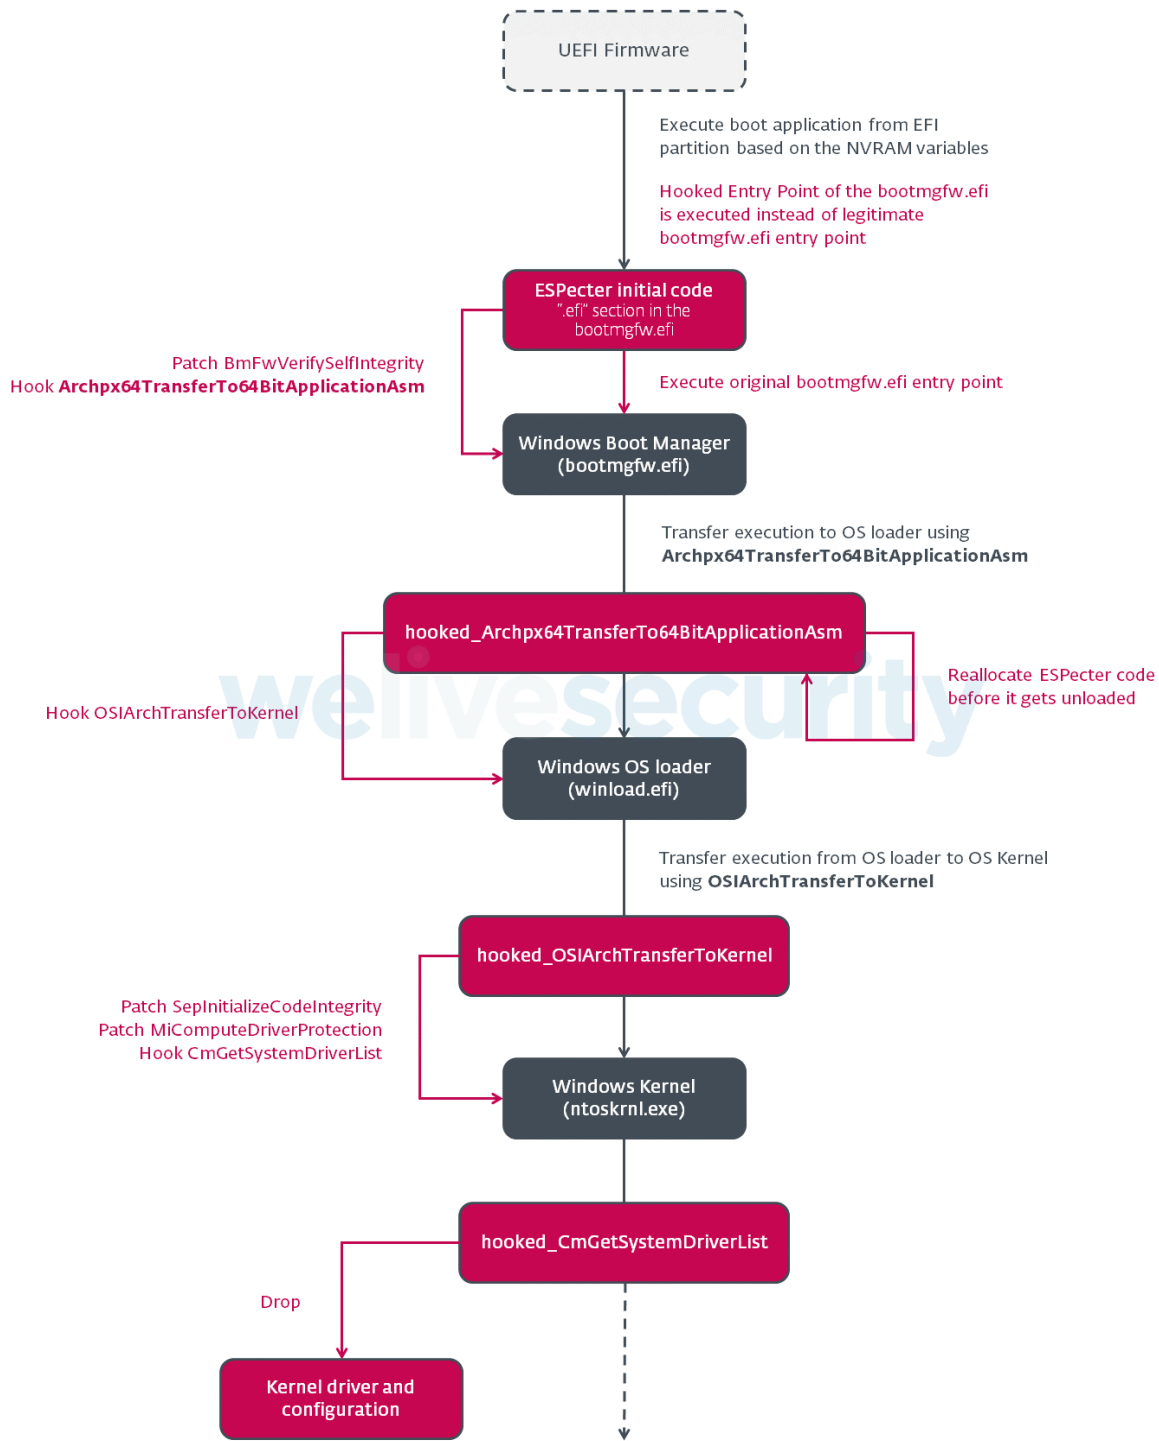 UEFI Firmware
Execute boot application from EFI
partition based on the NVRAM variables
Hooked Entry Point of the bootmgfw.efi
is executed instead of legitimate
bootmgfw.efi entry point
ESPecter initial code
".efi" section in the
bootmgfw.efi
Patch BmFwVerifySelfIntegrity
Hook Archpx64TransferTo64BitApplicationAsm
Execute original bootmgfw.efi entry point
Windows Boot Manager
(bootmgfw.efi)
Transfer execution to OS loader using
Archpx64TransferTo64BitApplicationAsm
hooked_Archpx64TransferTo64BitApplicationAsm
Reallocate ESPecter code
before it gets unloaded
Hook OSIArchTransferToKernel
welivesecurity
Windows OS loader
(winload.efi)
Transfer execution from OS loader to OS Kernel
using OSIArchTransferToKernel
hooked_OSIArchTransferToKernel
Patch SepInitializeCodeIntegrity
Patch MiComputeDriverProtection
Hook CmGetSystemDriverList
Windows Kernel
(ntoskrnl.exe)
hooked_CmGetSystemDriverList
Drop
Kernel driver and
configuration